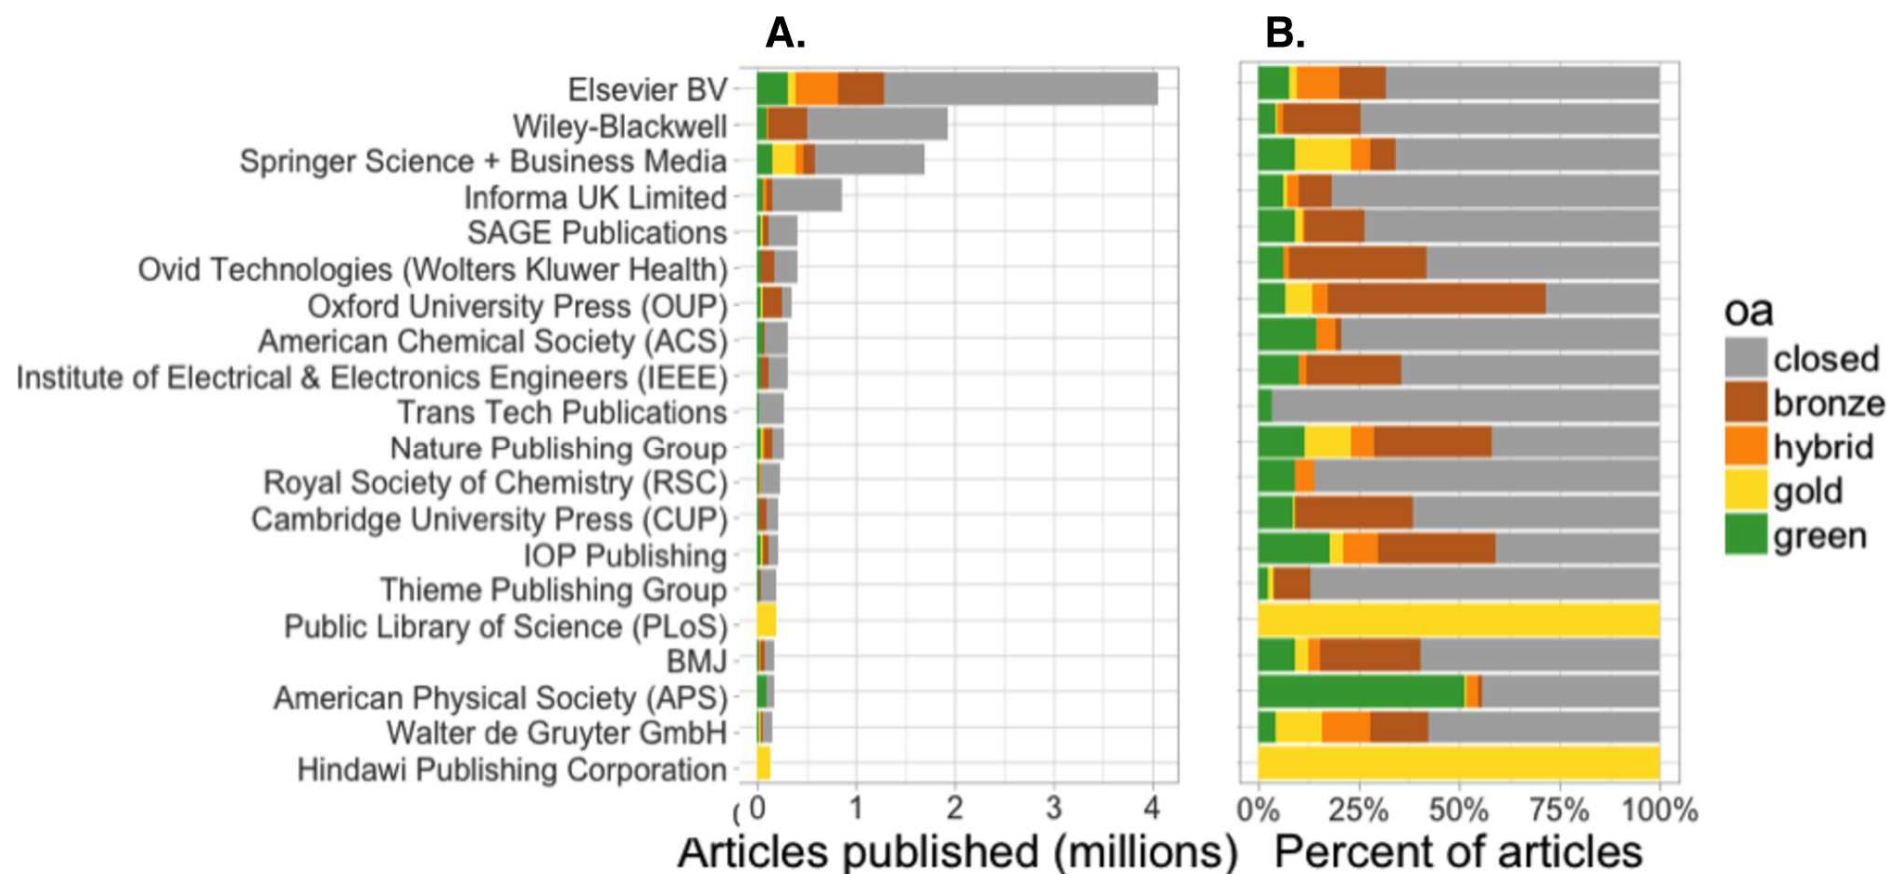 A.
B.
Elsevier BV
Wiley-Blackwell
Springer Science + Business Media
Informa UK Limited
SAGE Publications
Ovid Technologies (Wolters Kluwer Health)
Oxford University Press (OUP)
American Chemical Society (ACS)
Institute of Electrical & Electronics Engineers (IEEE)
Trans Tech Publications
Nature Publishing Group
Royal Society of Chemistry (RSC)
Cambridge University Press (CUP)
IOP Publishing
Thieme Publishing Group
Public Library of Science (PLoS)
BMJ
American Physical Society (APS)
Walter de Gruyter GmbH
Hindawi Publishing Corporation
( 0 1 2 3 4
Articles published (millions)
0% 25% 50% 75% 100%
Percent of articles
oa
closed
bronze
hybrid
gold
green